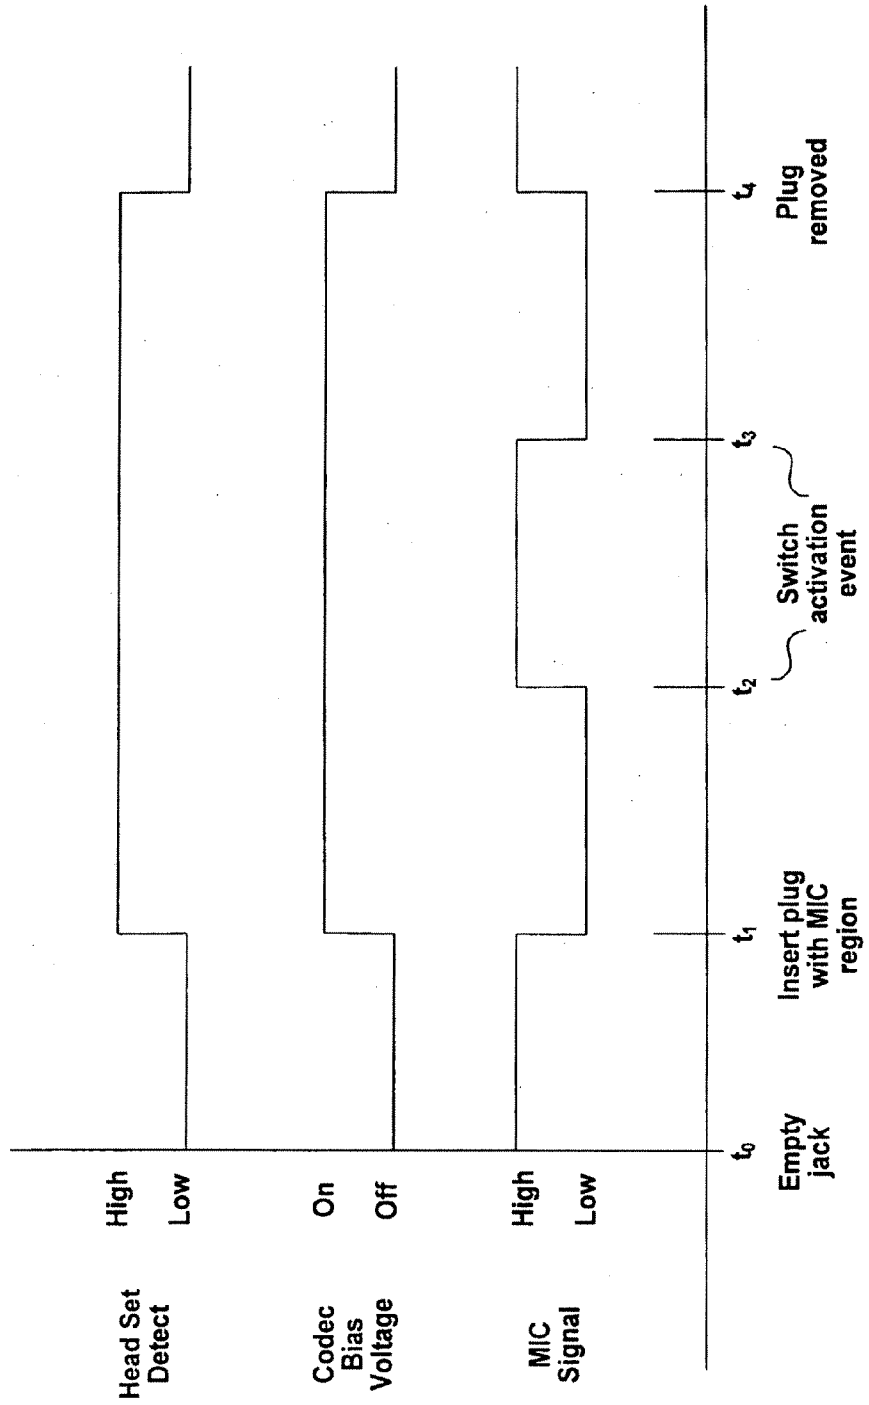 Head Set
Detect
High
Low
Codec
Bias
Voltage
On
Off
MIC
Signal
High
Low
t0
t1
t2
t3
t4
Empty
jack
Insert plug
with MIC
region
Switch
activation
event
Plug
removed